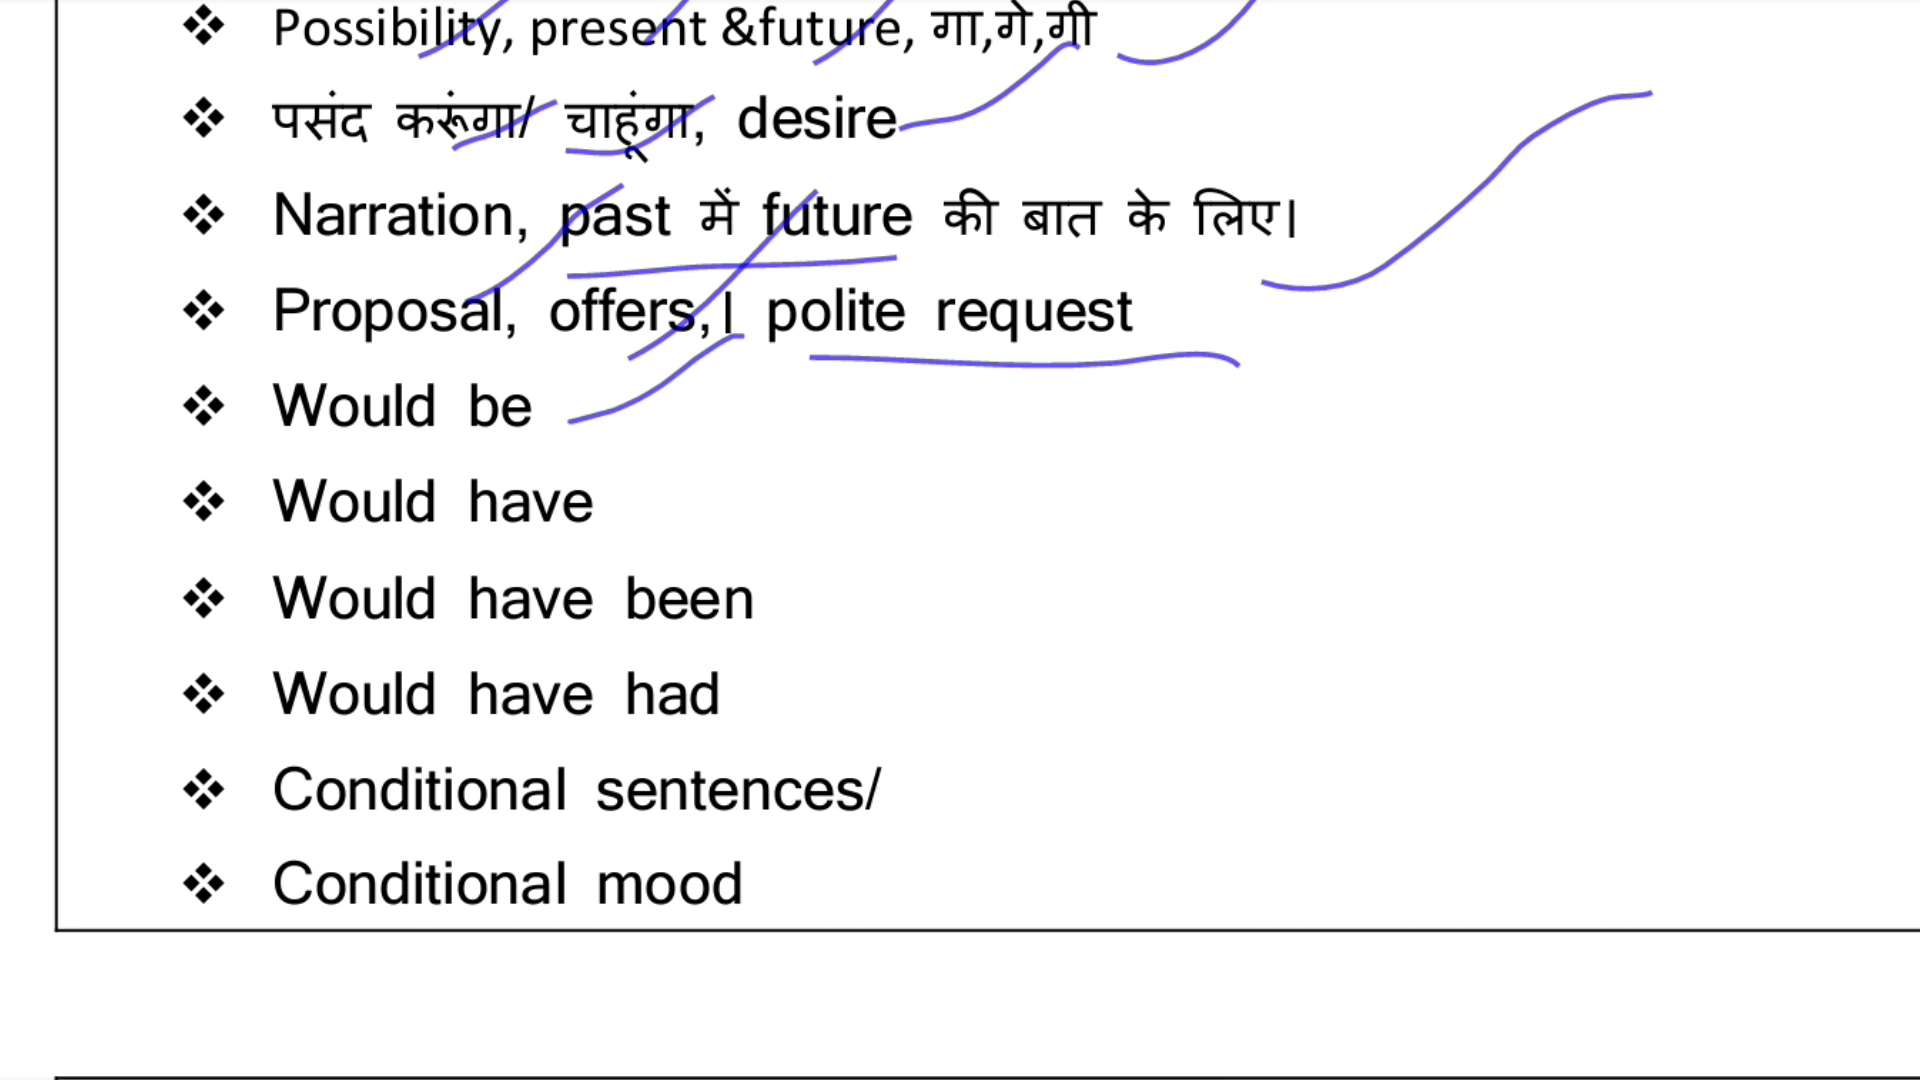 ❖ Possibility, present &future, गा,गे,गी
❖ पसंद करूंगा/ चाहूंगा, desire
❖ Narration, past में future की बात के लिए।
❖ Proposal, offers,। polite request
❖ Would be
❖ Would have
❖ Would have been
❖ Would have had
❖ Conditional sentences/
❖ Conditional mood